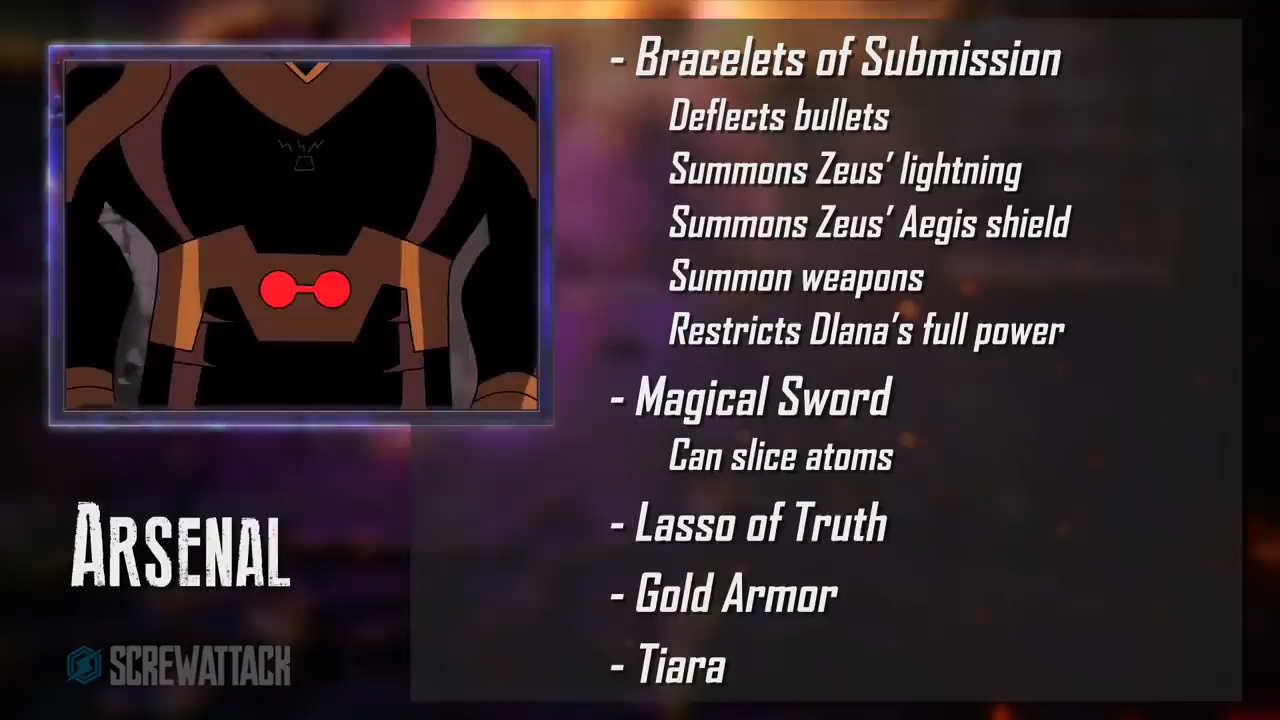 - Bracelets of Submission
Deflects bullets
Summons Zeus’ lightning
Summons Zeus’ Aegis shield
Summon weapons
Restricts DIana’s full power
- Magical Sword
Can slice atoms
- Lasso of Truth
- Gold Armor
- Tiara
ARSENAL
SCREWATTACK